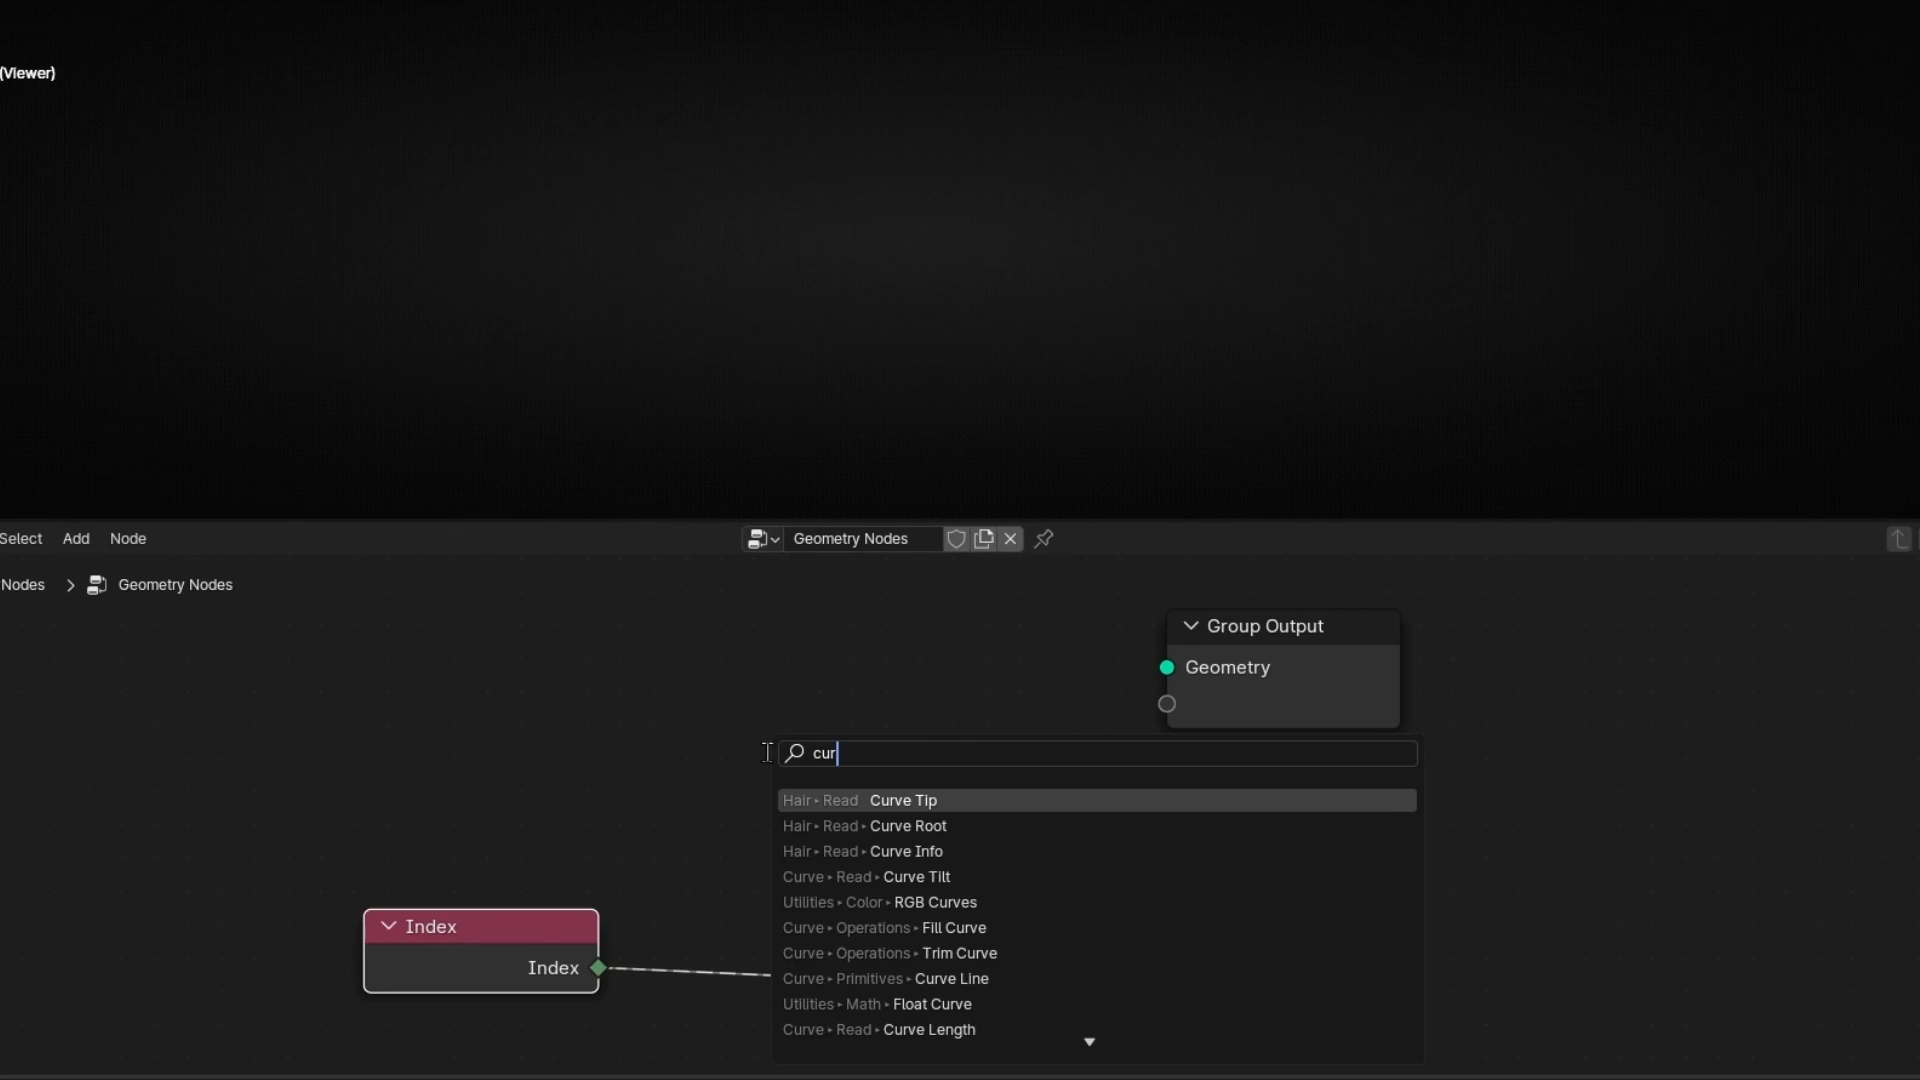 (Viewer)
Select Add Node
Geometry Nodes
Nodes > Geometry Nodes
Group Output
Geometry
cur
Hair ▸ Read Curve Tip
Hair ▸ Read ▸ Curve Root
Hair ▸ Read ▸ Curve Info
Curve ▸ Read ▸ Curve Tilt
Utilities ▸ Color ▸ RGB Curves
Curve ▸ Operations ▸ Fill Curve
Curve ▸ Operations ▸ Trim Curve
Curve ▸ Primitives ▸ Curve Line
Utilities ▸ Math ▸ Float Curve
Curve ▸ Read ▸ Curve Length
Index
Index